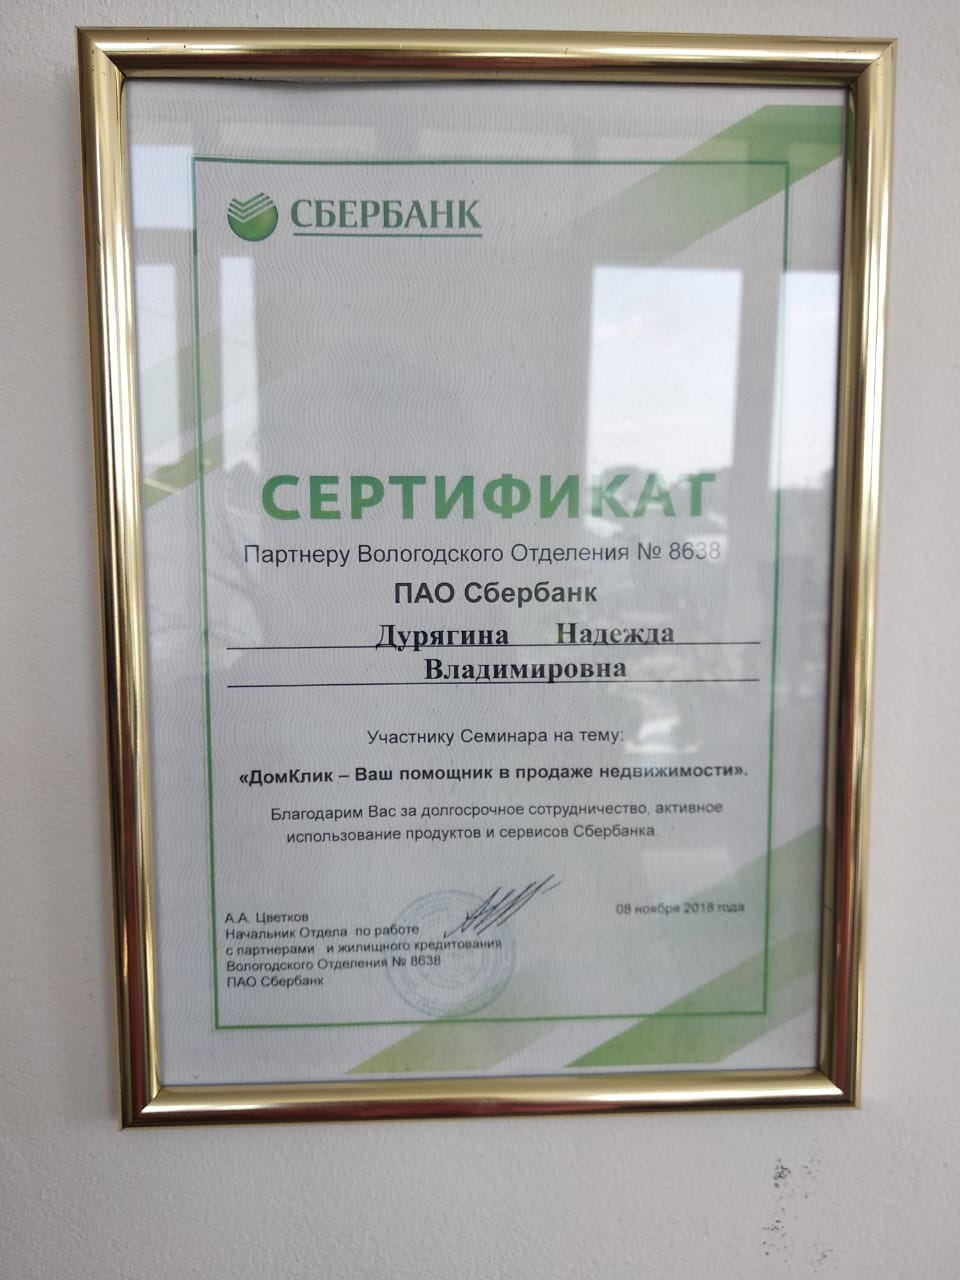 СБЕРБАНК
СЕРТИФИКАТ
Партнеру Вологодского Отделения № 8638
ПАО Сбербанк
Дурягина Надежда
Владимировна
Участнику Семинара на тему:
«ДомКлик – Ваш помощник в продаже недвижимости».
Благодарим Вас за долгосрочное сотрудничество, активное
использование продуктов и сервисов Сбербанка.
А.А. Цветков
Начальник Отдела по работе
с партнерами и жилищного кредитования
Вологодского Отделения № 8638
ПАО Сбербанк
08 ноября 2018 года